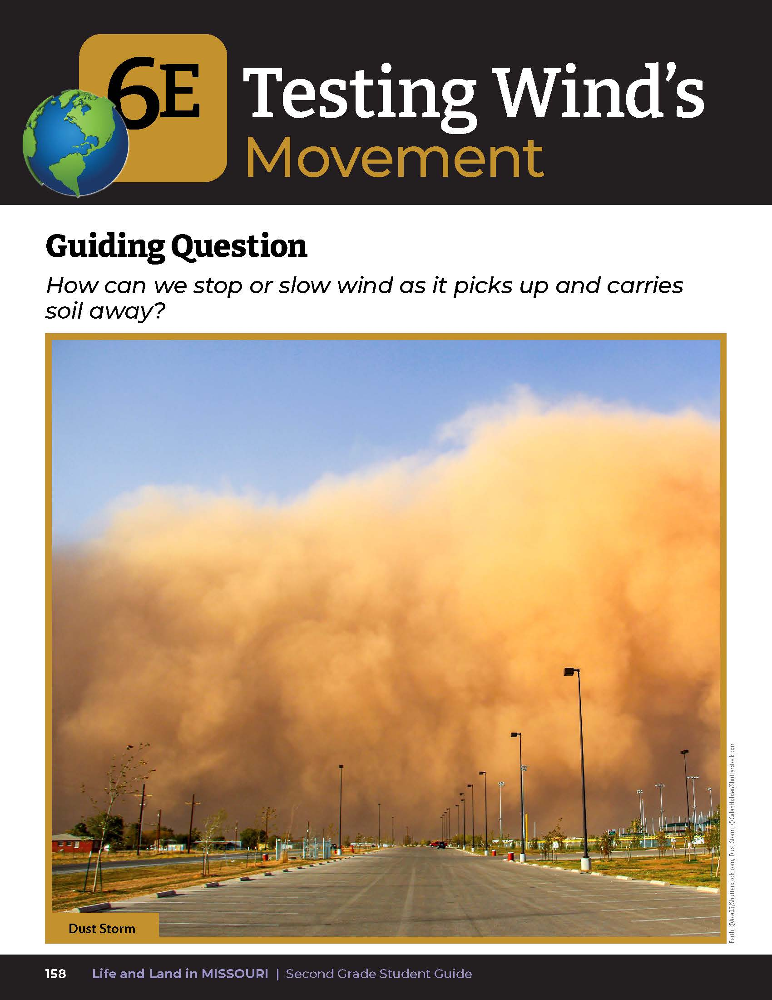 6E
Testing Wind's
Movement
Guiding Question
How can we stop or slow wind as it picks up and carries
soil away?
Dust Storm
Earth: ©Ace03/Shutterstock.com; Dust Storm: ©CalebHolder/Shutterstock.com
158 Life and Land in MISSOURI | Second Grade Student Guide